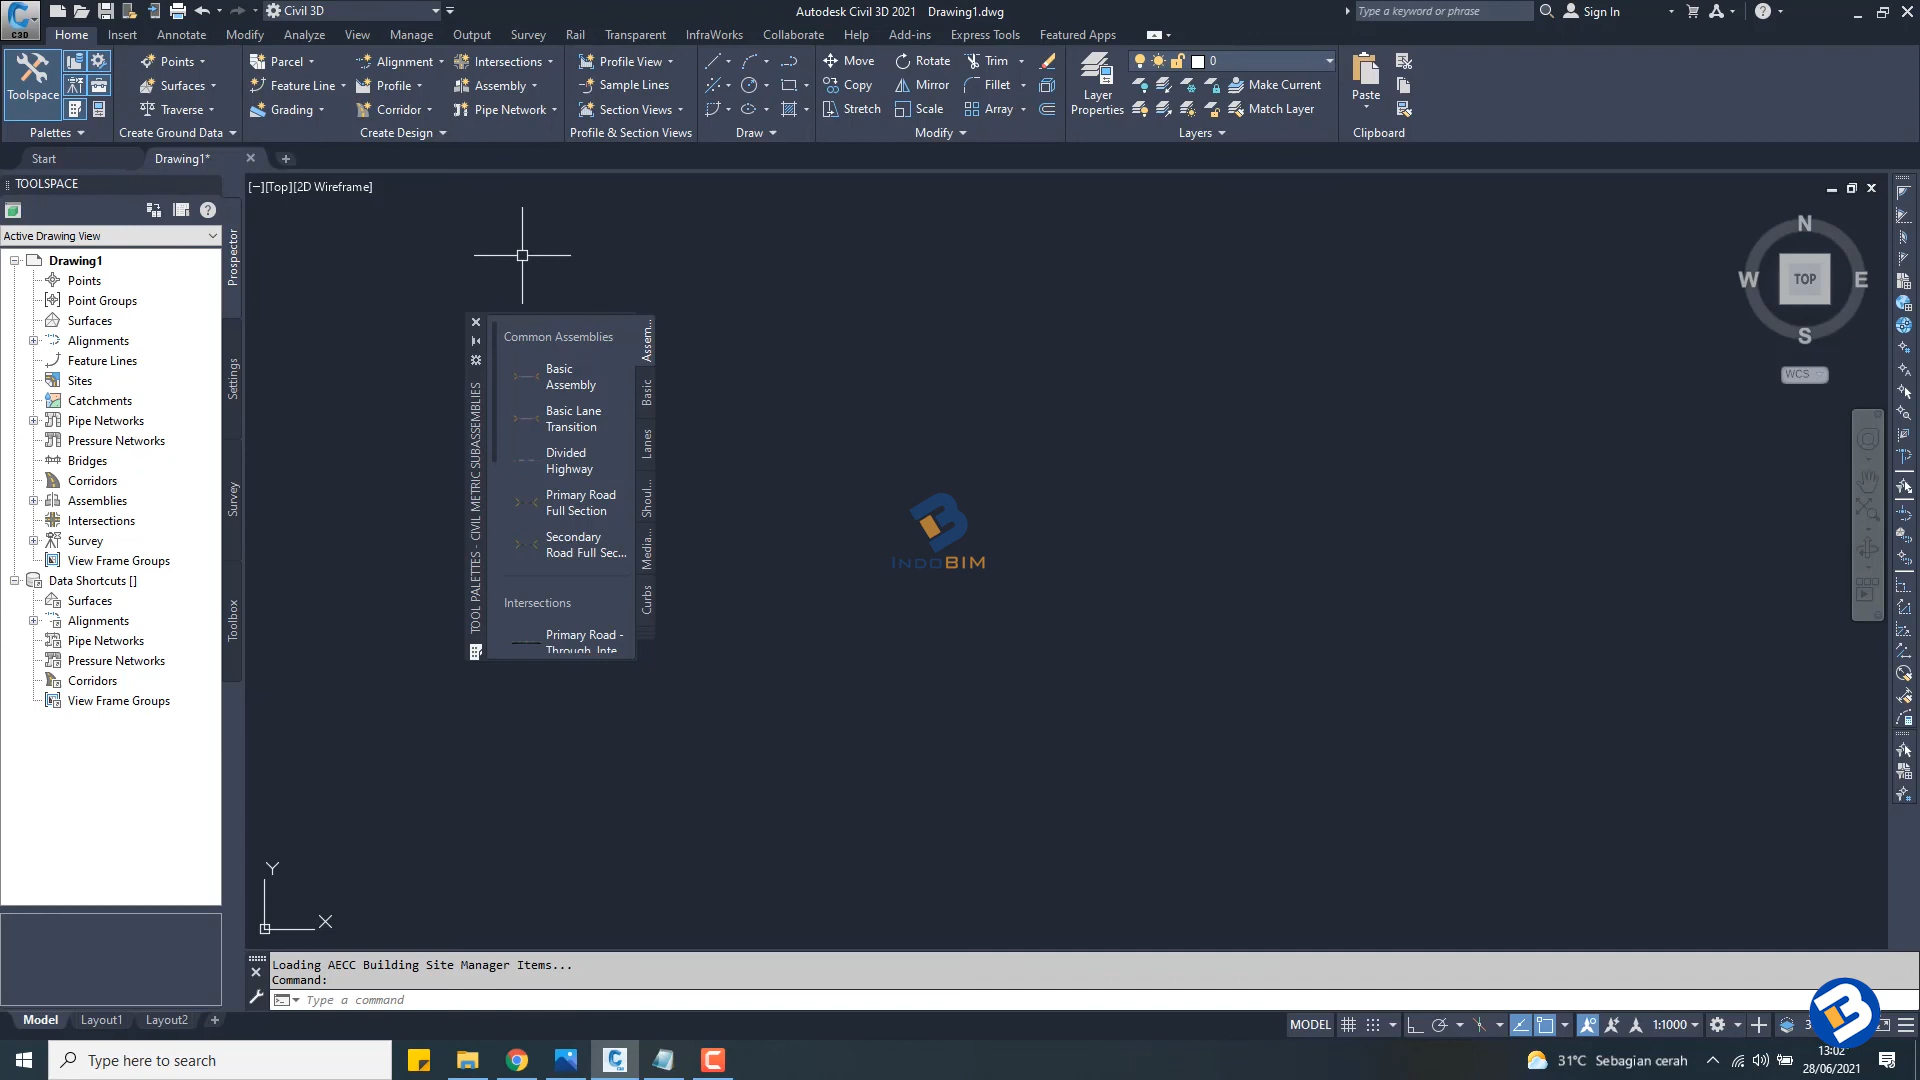 Civil 3D
Autodesk Civil 3D 2021 Drawing1.dwg
Type a keyword or phrase
Sign In
C3D
Home Insert Annotate Modify Analyze View Manage Output Survey Rail Transparent InfraWorks Collaborate Help Add-ins Express Tools Featured Apps
Toolspace
Palettes
Points
Surfaces
Traverse
Create Ground Data
Parcel
Feature Line
Grading
Alignment
Profile
Corridor
Intersections
Assembly
Pipe Network
Create Design
Profile View
Sample Lines
Section Views
Profile & Section Views
Draw
Move
Copy
Stretch
Rotate
Mirror
Scale
Trim
Fillet
Array
Modify
Layer
Properties
0
Make Current
Match Layer
Layers
Paste
Clipboard
Start
Drawing1*
TOOLSPACE
Active Drawing View
Drawing1
Points
Point Groups
Surfaces
Alignments
Feature Lines
Sites
Catchments
Pipe Networks
Pressure Networks
Bridges
Corridors
Assemblies
Intersections
Survey
View Frame Groups
Data Shortcuts []
Surfaces
Alignments
Pipe Networks
Pressure Networks
Corridors
View Frame Groups
Prospector
Settings
Survey
Toolbox
[−][Top][2D Wireframe]
TOOL PALETTES - CIVIL METRIC SUBASSEMBLIES
Common Assemblies
Basic
Assembly
Basic Lane
Transition
Divided
Highway
Primary Road
Full Section
Secondary
Road Full Sec...
Intersections
Primary Road -
Through Inte
Assem...
Basic
Lanes
Shoul...
Media...
Curbs
INDOBIM
N
W
TOP
E
S
WCS
Y
X
Loading AECC Building Site Manager Items...
Command:
Type a command
Model Layout1 Layout2
MODEL
1:1000
3
Type here to search
31°C Sebagian cerah
13:02
28/06/2021